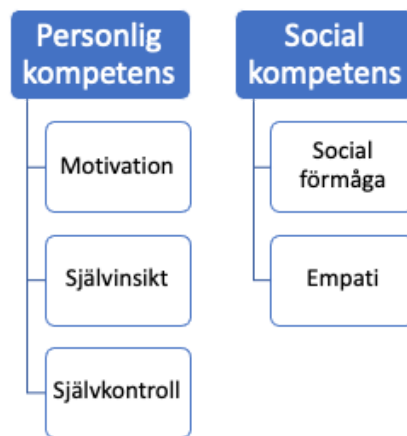 Personlig
kompetens
Motivation
Självinsikt
Självkontroll
Social
kompetens
Social
förmåga
Empati